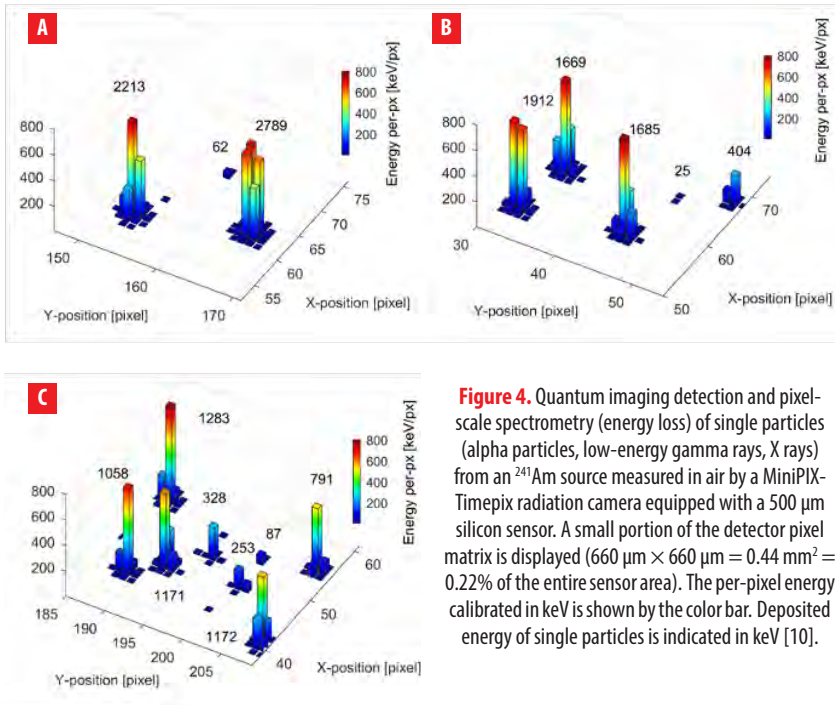 A
2213
2789
62
800
600
400
200
150
160
170
Y-position [pixel]
55
60
65
70
75
X-position [pixel]
800
600
400
200
Energy per-px [keV/px]
B
1669
1912
1685
25
404
800
600
400
200
30
40
50
Y-position [pixel]
50
60
70
X-position [pixel]
800
600
400
200
Energy per-px [keV/px]
C
1283
1058
328
791
87
253
1171
1172
800
600
400
200
185
190
195
200
205
Y-position [pixel]
40
50
60
X-position [pixel]
800
600
400
200
Energy per-px [keV/px]
Figure 4. Quantum imaging detection and pixel-
scale spectrometry (energy loss) of single particles
(alpha particles, low-energy gamma rays, X rays)
from an ²⁴¹Am source measured in air by a MiniPIX-
Timepix radiation camera equipped with a 500 μm
silicon sensor. A small portion of the detector pixel
matrix is displayed (660 μm × 660 μm = 0.44 mm² =
0.22% of the entire sensor area). The per-pixel energy
calibrated in keV is shown by the color bar. Deposited
energy of single particles is indicated in keV [10].